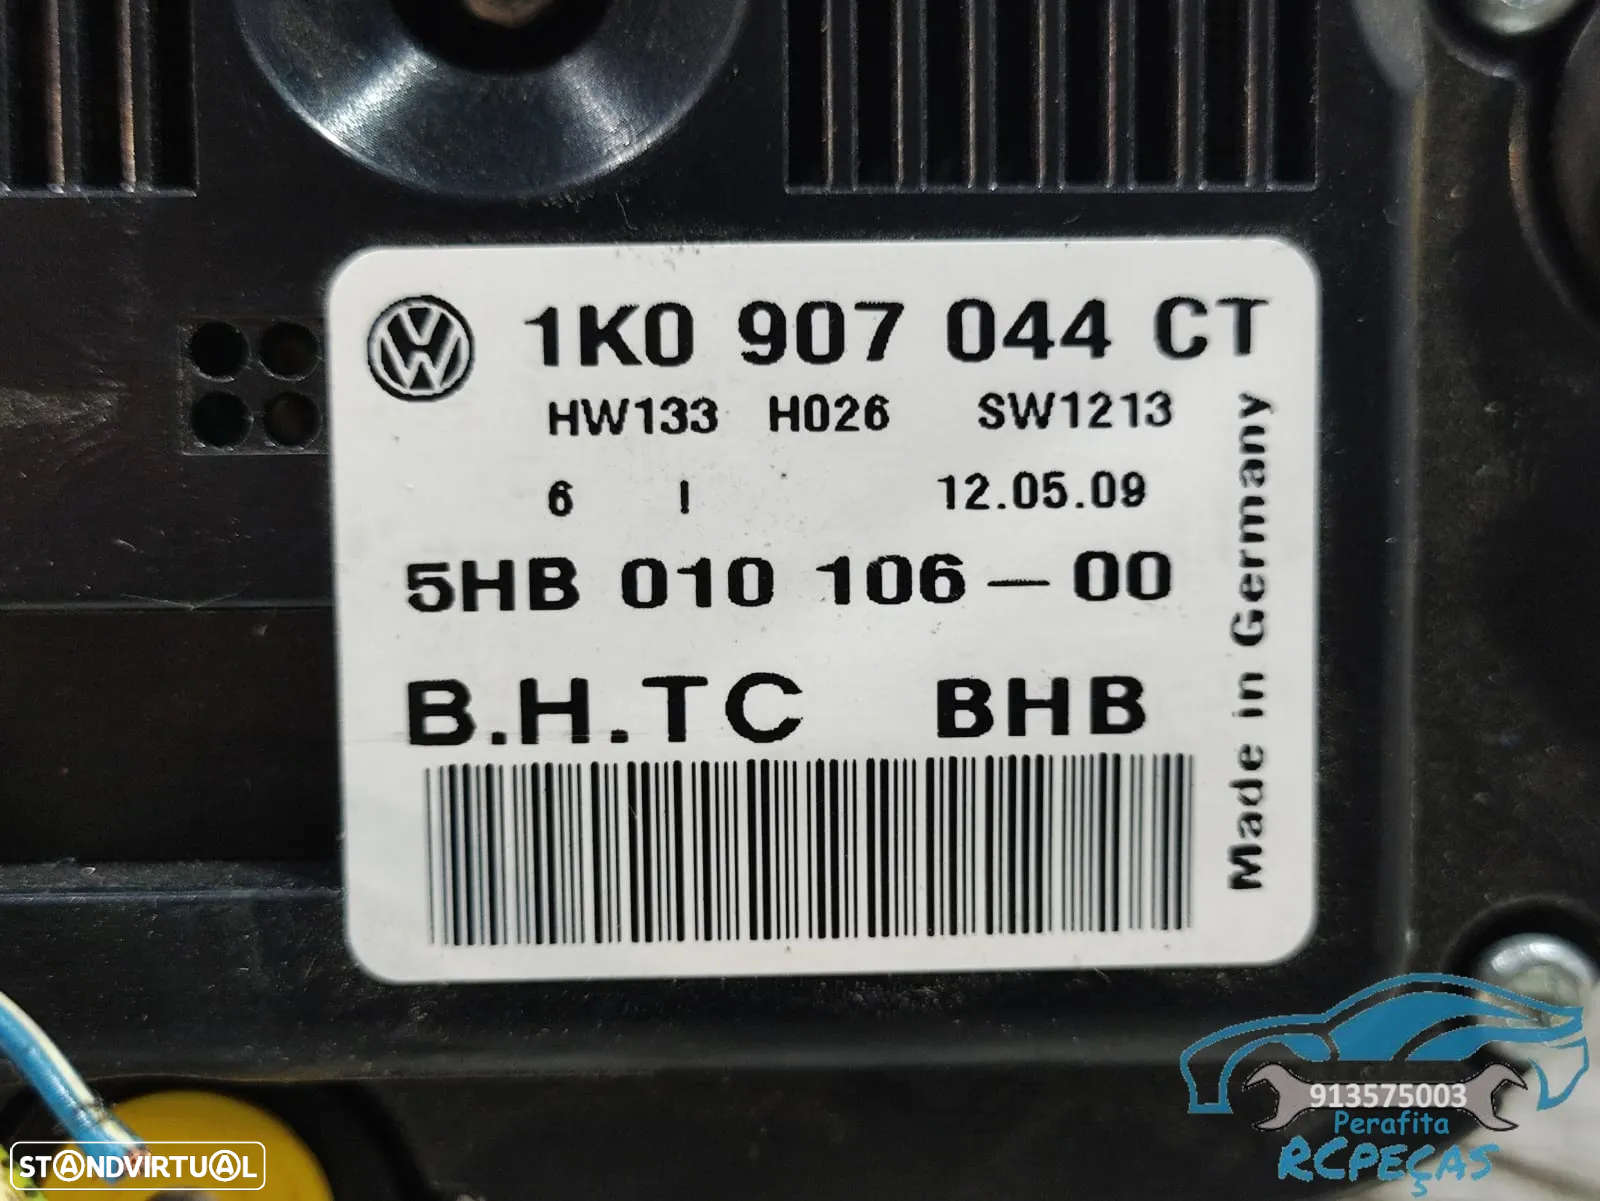 1K0 907 044 CT
HW133 H026 SW1213
6 I 12.05.09
5HB 010 106-00
B.H.TC BHB
Made in Germany
913575003
Perafita
RCPEÇAS
STANDVIRTUAL